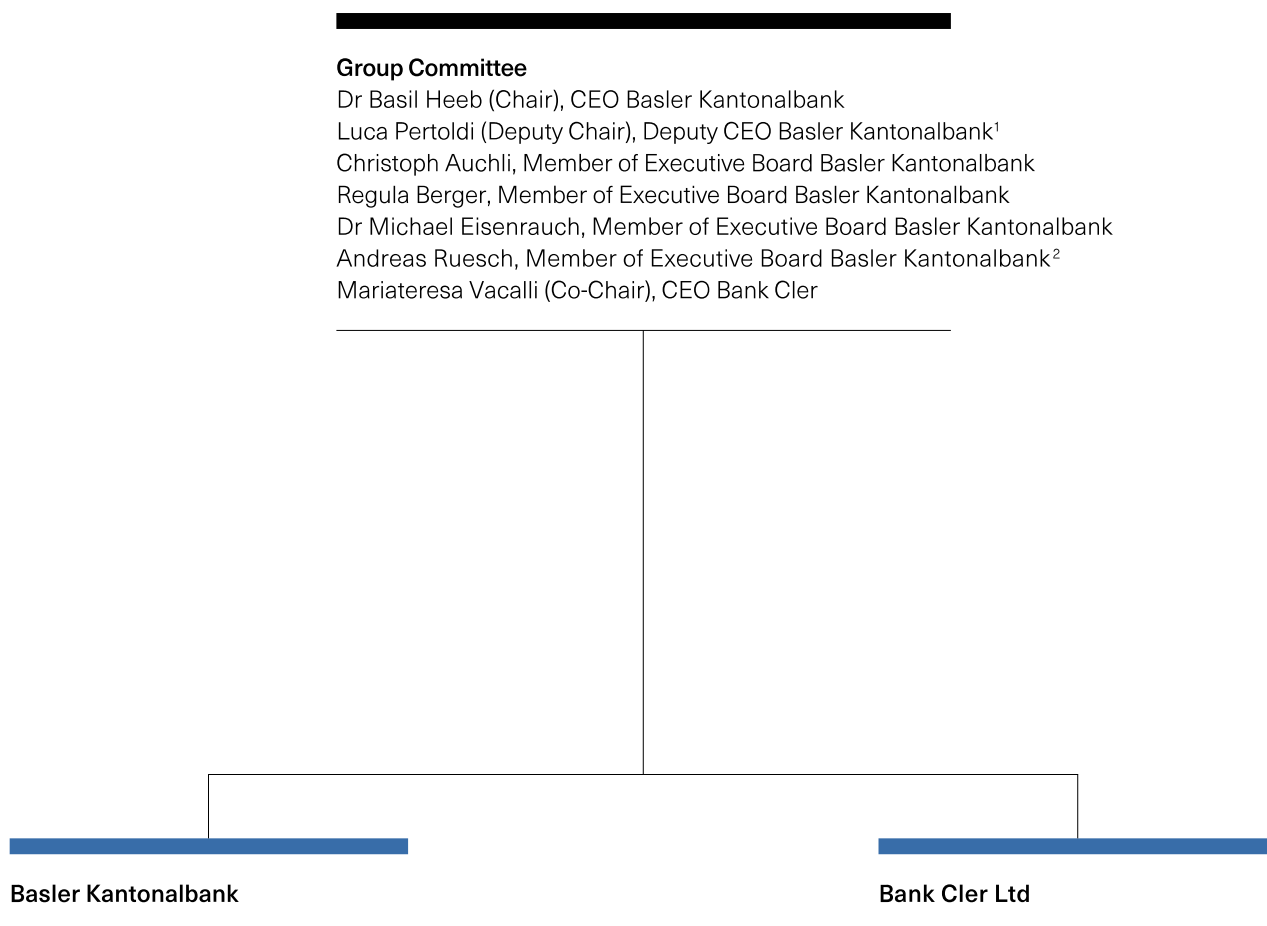 Group Committee
Dr Basil Heeb (Chair), CEO Basler Kantonalbank
Luca Pertoldi (Deputy Chair), Deputy CEO Basler Kantonalbank¹
Christoph Auchli, Member of Executive Board Basler Kantonalbank
Regula Berger, Member of Executive Board Basler Kantonalbank
Dr Michael Eisenrauch, Member of Executive Board Basler Kantonalbank
Andreas Ruesch, Member of Executive Board Basler Kantonalbank²
Mariateresa Vacalli (Co-Chair), CEO Bank Cler
Basler Kantonalbank
Bank Cler Ltd